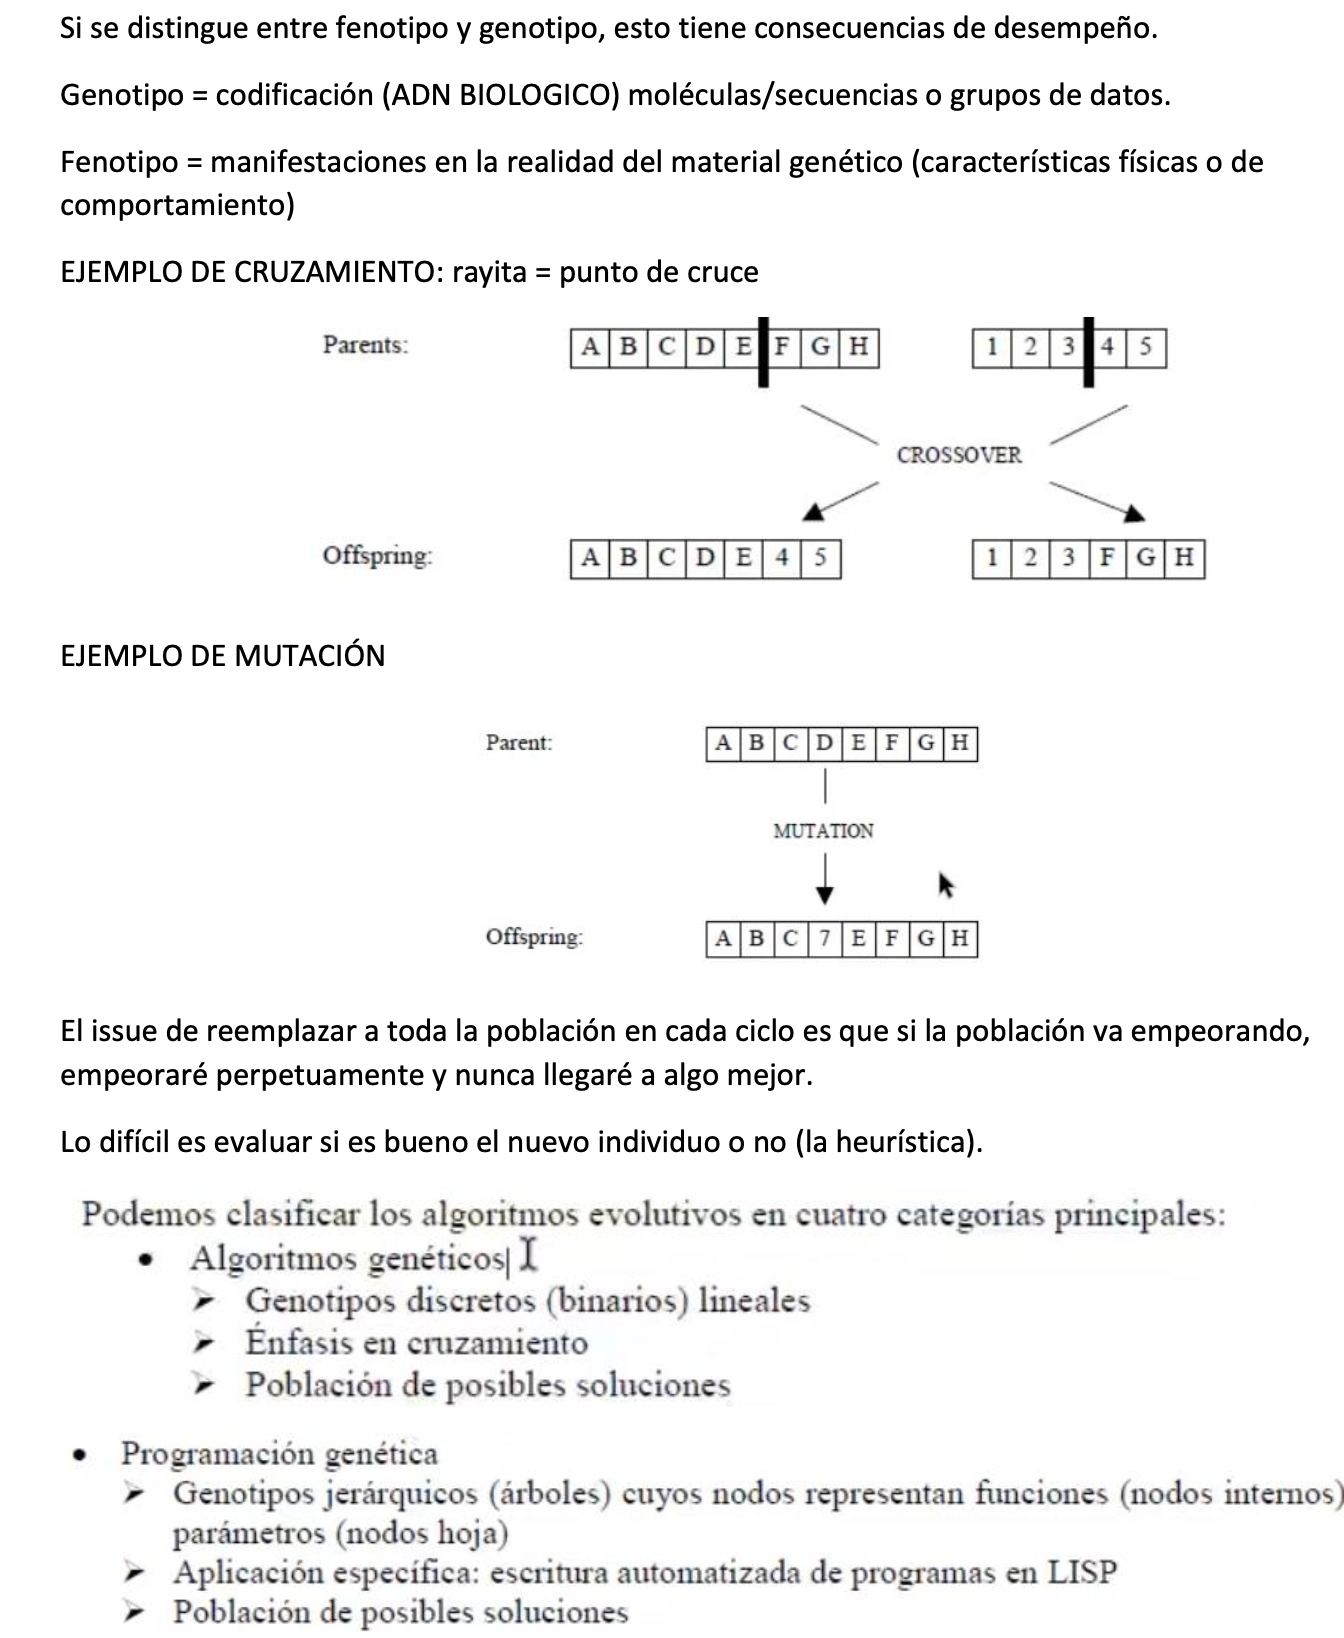 Si se distingue entre fenotipo y genotipo, esto tiene consecuencias de desempeño.
Genotipo = codificación (ADN BIOLOGICO) moléculas/secuencias o grupos de datos.
Fenotipo = manifestaciones en la realidad del material genético (características físicas o de
comportamiento)
EJEMPLO DE CRUZAMIENTO: rayita = punto de cruce
Parents: A B C D E F G H 1 2 3 4 5
CROSSOVER
Offspring: A B C D E 4 5 1 2 3 F G H
EJEMPLO DE MUTACIÓN
Parent: A B C D E F G H
MUTATION
Offspring: A B C 7 E F G H
El issue de reemplazar a toda la población en cada ciclo es que si la población va empeorando,
empeoraré perpetuamente y nunca llegaré a algo mejor.
Lo difícil es evaluar si es bueno el nuevo individuo o no (la heurística).
Podemos clasificar los algoritmos evolutivos en cuatro categorías principales:
• Algoritmos genéticos
➤ Genotipos discretos (binarios) lineales
➤ Énfasis en cruzamiento
➤ Población de posibles soluciones
• Programación genética
➤ Genotipos jerárquicos (árboles) cuyos nodos representan funciones (nodos internos)
parámetros (nodos hoja)
➤ Aplicación específica: escritura automatizada de programas en LISP
➤ Población de posibles soluciones